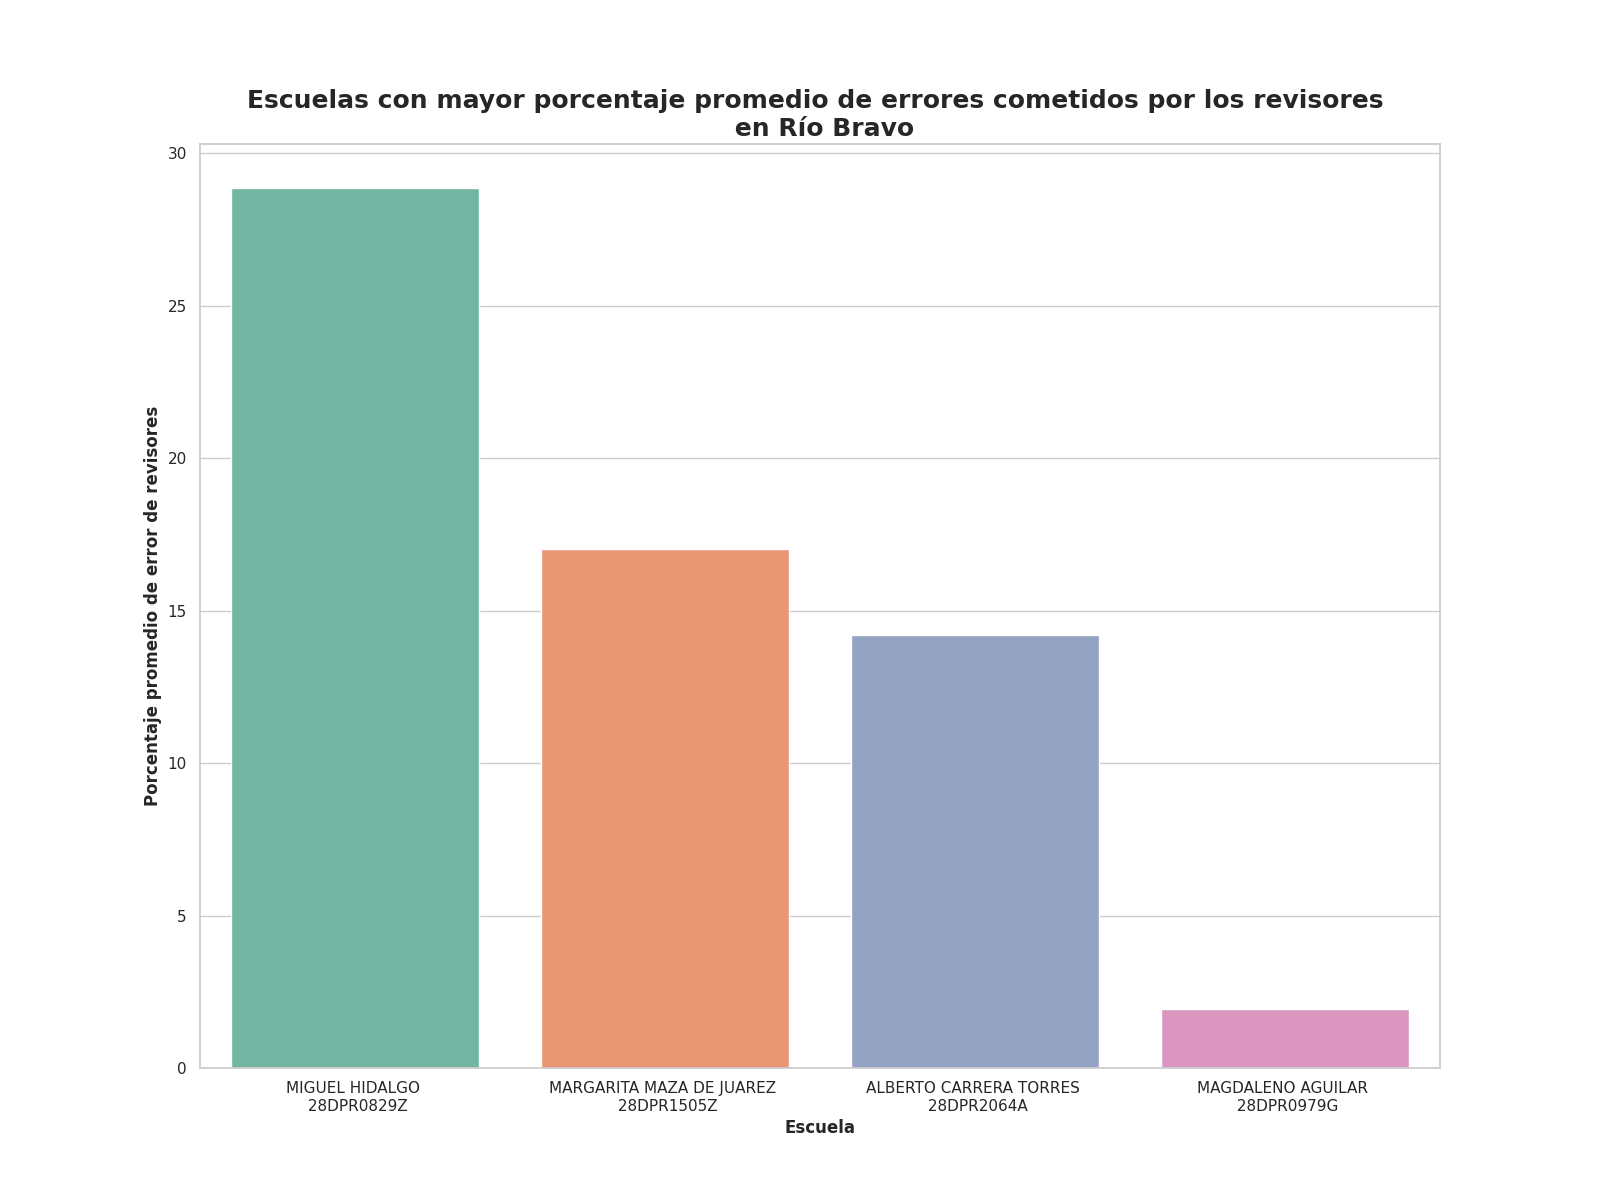 Escuelas con mayor porcentaje promedio de errores cometidos por los revisores
en Río Bravo
30
25
20
15
10
5
0
Porcentaje promedio de error de revisores
MIGUEL HIDALGO
28DPR0829Z
MARGARITA MAZA DE JUAREZ
28DPR1505Z
ALBERTO CARRERA TORRES
28DPR2064A
MAGDALENO AGUILAR
28DPR0979G
Escuela